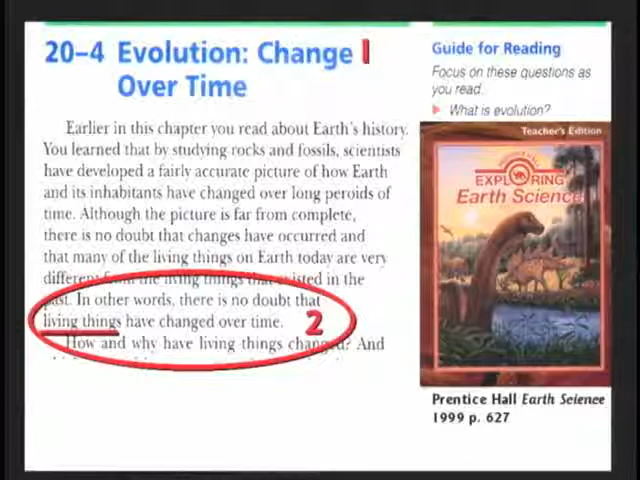 20-4 Evolution: Change 1
Over Time
Earlier in this chapter you read about Earth's history.
You learned that by studying rocks and fossils, scientists
have developed a fairly accurate picture of how Earth
and its inhabitants have changed over long peroids of
time. Although the picture is far from complete,
there is no doubt that changes have occurred and
that many of the living things on Earth today are very
different from the living things that existed in the
past. In other words, there is no doubt that
living things have changed over time. 2
How and why have living things changed? And
Guide for Reading
Focus on these questions as
you read.
What is evolution?
Teacher's Edition
EXPLORING
Earth Science
Prentice Hall Earth Science
1999 p. 627